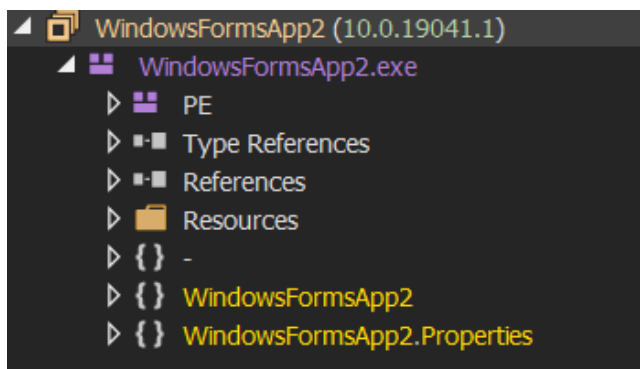 WindowsFormsApp2 (10.0.19041.1)
WindowsFormsApp2.exe
PE
Type References
References
Resources
{ } -
{ } WindowsFormsApp2
{ } WindowsFormsApp2.Properties